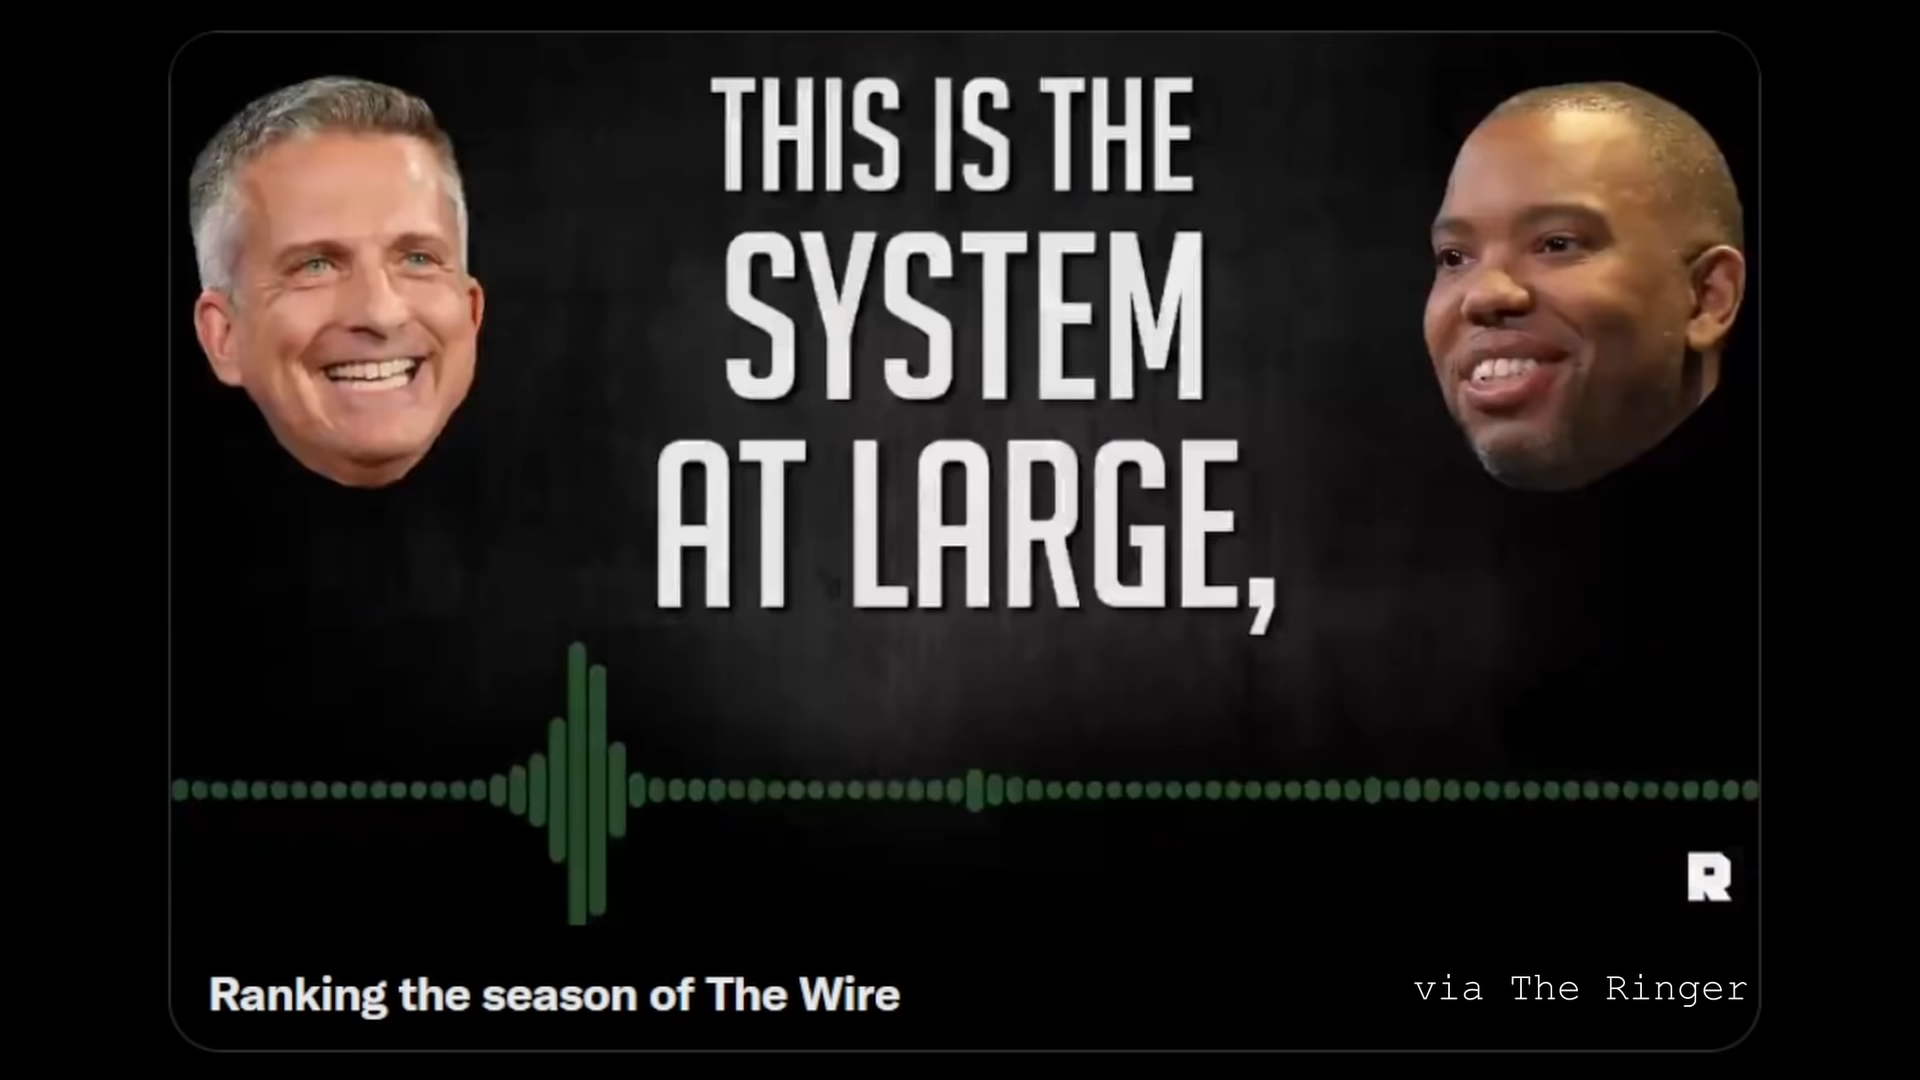 THIS IS THE
SYSTEM
AT LARGE,
R
Ranking the season of The Wire
via The Ringer